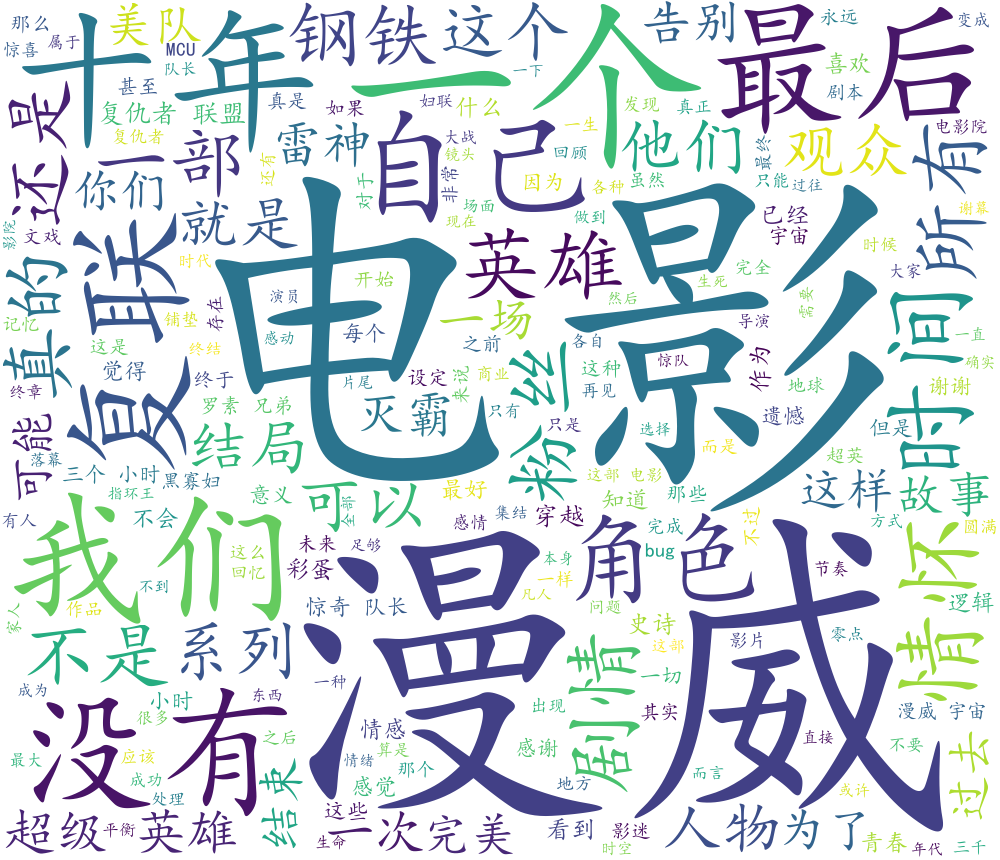 那么
美队
惊喜
属于
MCU
队长
十年
甚至
钢铁
这个
一个
告别
最后
永远
变成
喜欢
剧本
还是
复仇者 联盟
复仇者
真是
如果
妇联
什么
一下
发现
真正
电影院
一部
雷神
还有
自己
大战
镜头
一生
回顾
因为
他们
最终
观众
只能
过往
所有
你们
对于
非常
现在
场面
虽然
各种
做到
文戏
影院
复联
就是
时代
存在
英雄
已经
宇宙
谢幕
时候
大家
真的
记忆
这是
铺垫
终结
演员
开始
感动
每个
电影
一场
之前
然后
生死
完全
需要
导演
各自
时间
一直
确实
终章
觉得
终于
片尾
设定
来说
商业
粉丝
这种
再见
惊队
作为
地球
谢谢
可能
罗素 兄弟
灭霸
只有
只是
选择
而是
遗憾
但是
落幕
三个 小时
黑寡妇
结局
这部 电影
超英
指环王
意义
可以
全部
最好
知道
那些
这样
故事
有人
我们
不会
感情
集结
穿越
完成
bug
不过
方式
圆满
这么
回忆
未来
彩蛋
足够
角色
本身
一样
凡人
节奏
情怀
逻辑
家人
作品
不到
惊奇 队长
问题
史诗
这部
影片
零点
不是
系列
漫威
剧情
一切
成为
小时
很多
东西
一种
情感
出现
其实
漫威 宇宙
没有
最大
应该
成功
处理
之后
结束
情绪
算是
那个
感觉
感谢
地方
而言
直接
不要
或许
过去
超级 英雄
平衡
这些
生命
一次
完美
看到
影迷
时空
人物
为了
青春
年代
三千